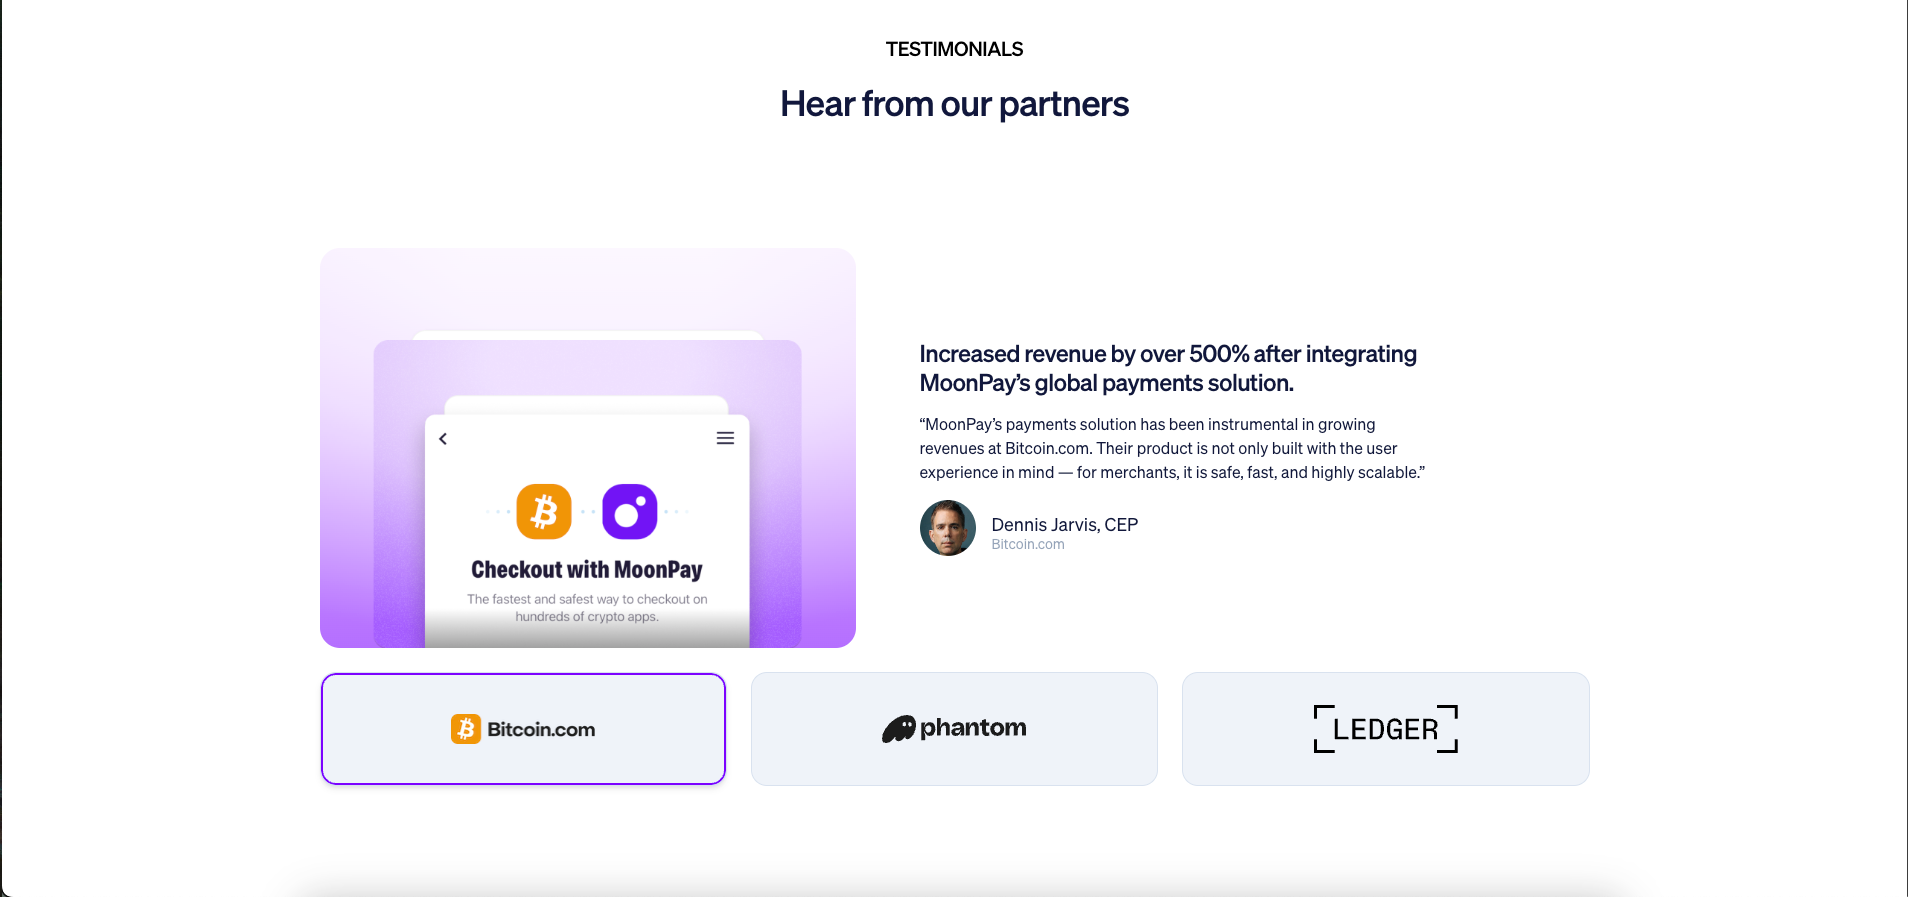 TESTIMONIALS
Hear from our partners
Checkout with MoonPay
The fastest and safest way to checkout on
hundreds of crypto apps.
Increased revenue by over 500% after integrating
MoonPay’s global payments solution.
“MoonPay’s payments solution has been instrumental in growing
revenues at Bitcoin.com. Their product is not only built with the user
experience in mind — for merchants, it is safe, fast, and highly scalable.”
Dennis Jarvis, CEP
Bitcoin.com
Bitcoin.com
phantom
LEDGER